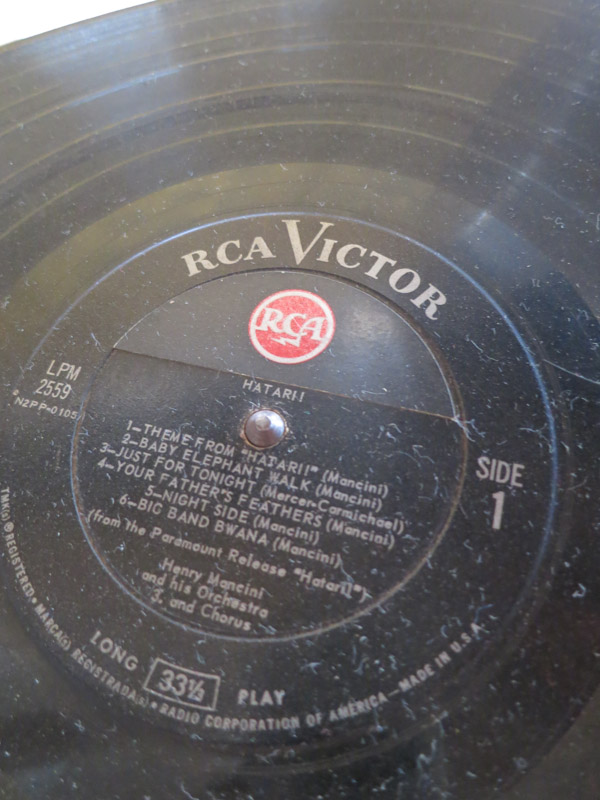 RCA VICTOR
RCA
LPM
2559
N2PP-0105
HATARI!
SIDE
1
1—THEME FROM "HATARI!" (Mancini)
2—BABY ELEPHANT WALK (Mancini)
3—JUST FOR TONIGHT (Mercer-Carmichael)
4—YOUR FATHER'S FEATHERS (Mancini)
5—NIGHT SIDE (Mancini)
6—BIG BAND BWANA (Mancini)
(from the Paramount Release "Hatari!")
Henry Mancini
and his Orchestra
and Chorus
LONG 33⅓ PLAY
TMK(s) ® REGISTERED • MARCA(s) REGISTRADA(s) • RADIO CORPORATION OF AMERICA—MADE IN U.S.A.